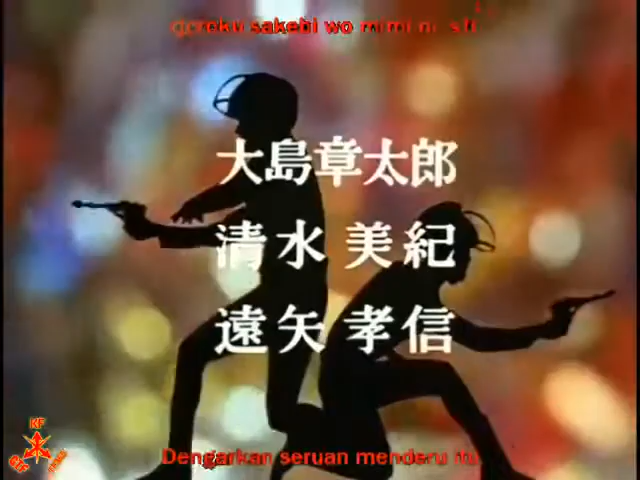 sakebi wo mimi ni
大島章太郎
清水 美紀
遠矢 孝信
KF
Dengarkan seruan menderu itu